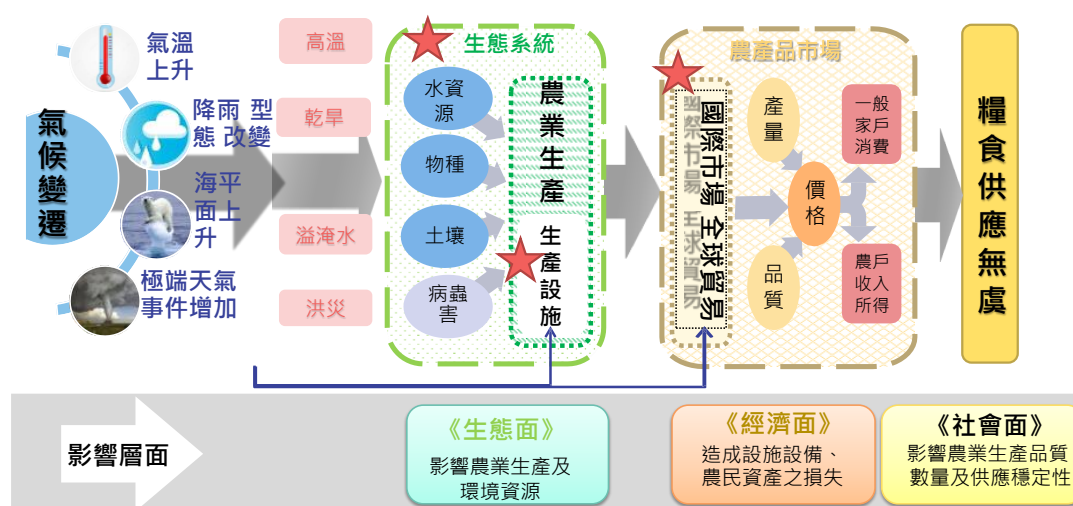 氣候變遷
氣溫
上升
降雨 型
態 改變
海平
面上
升
極端天氣
事件增加
高溫
乾旱
溢淹水
洪災
生態系統
水資
源
物種
土壤
病蟲
害
農業生產
生產設施
農產品市場
國際市場 全球貿易
產量
品質
價格
一般
家戶
消費
農戶
收入
所得
糧食供應無虞
影響層面
《生態面》
影響農業生產及
環境資源
《經濟面》
造成設施設備、
農民資產之損失
《社會面》
影響農業生產品質
數量及供應穩定性